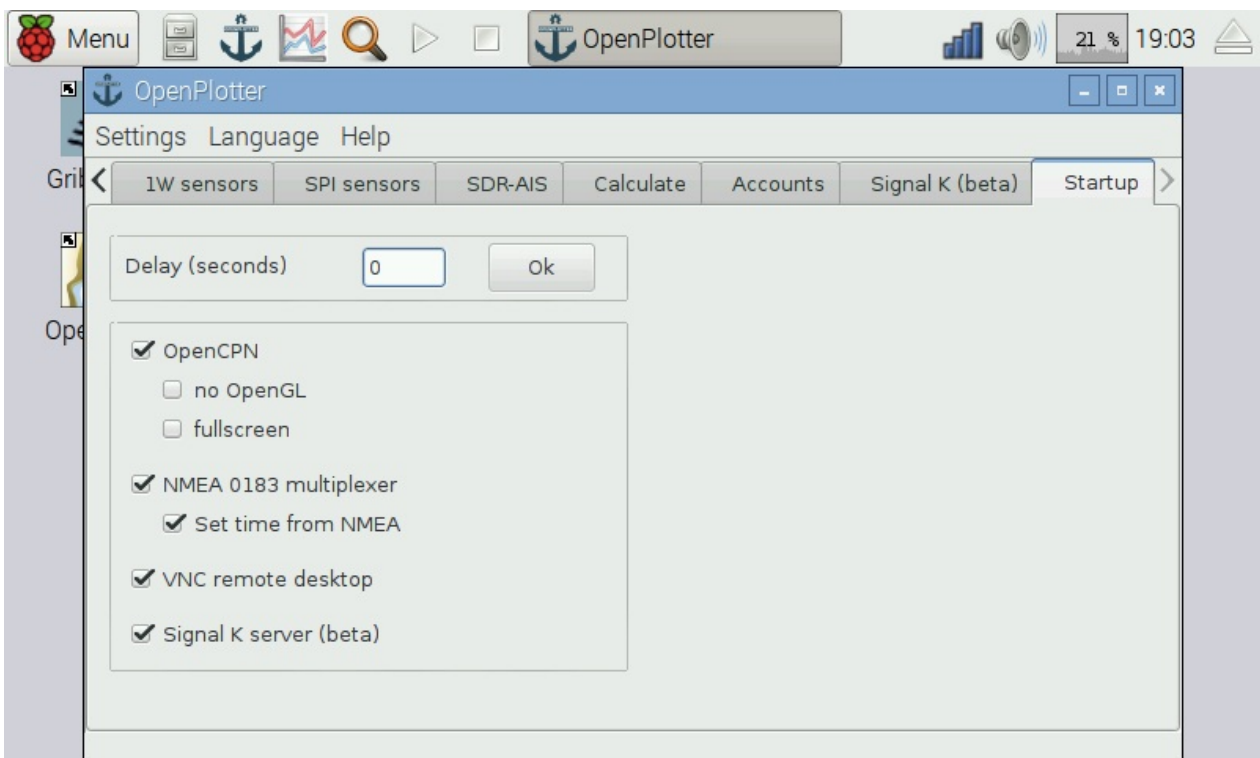 Menu OpenPlotter 21 % 19:03
OpenPlotter
Settings Language Help
1W sensors SPI sensors SDR-AIS Calculate Accounts Signal K (beta) Startup
Delay (seconds) 0 Ok
OpenCPN
no OpenGL
fullscreen
NMEA 0183 multiplexer
Set time from NMEA
VNC remote desktop
Signal K server (beta)